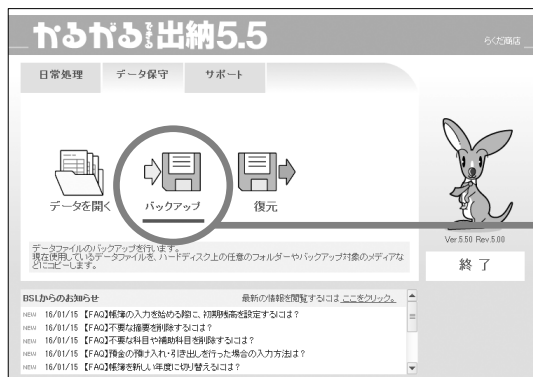 かるがるできる出納5.5
らくだ商店
日常処理 データ保守 サポート
データを開く バックアップ 復元
Ver.5.50 Rev.5.00
終了
データファイルのバックアップを行います。
現在使用しているデータファイルを、ハードディスク上の任意のフォルダーやバックアップ対象のメディアな
どにコピーします。
BSLからのお知らせ 最新の情報を閲覧するには ここをクリック。
NEW 16/01/15 【FAQ】帳簿の入力を始める際に、初期残高を設定するには？
NEW 16/01/15 【FAQ】不要な摘要を削除するには？
NEW 16/01/15 【FAQ】不要な科目や補助科目を削除するには？
NEW 16/01/15 【FAQ】預金の預け入れ・引き出しを行った場合の入力方法は？
NEW 16/01/15 【FAQ】帳簿を新しい年度に切り替えるには？